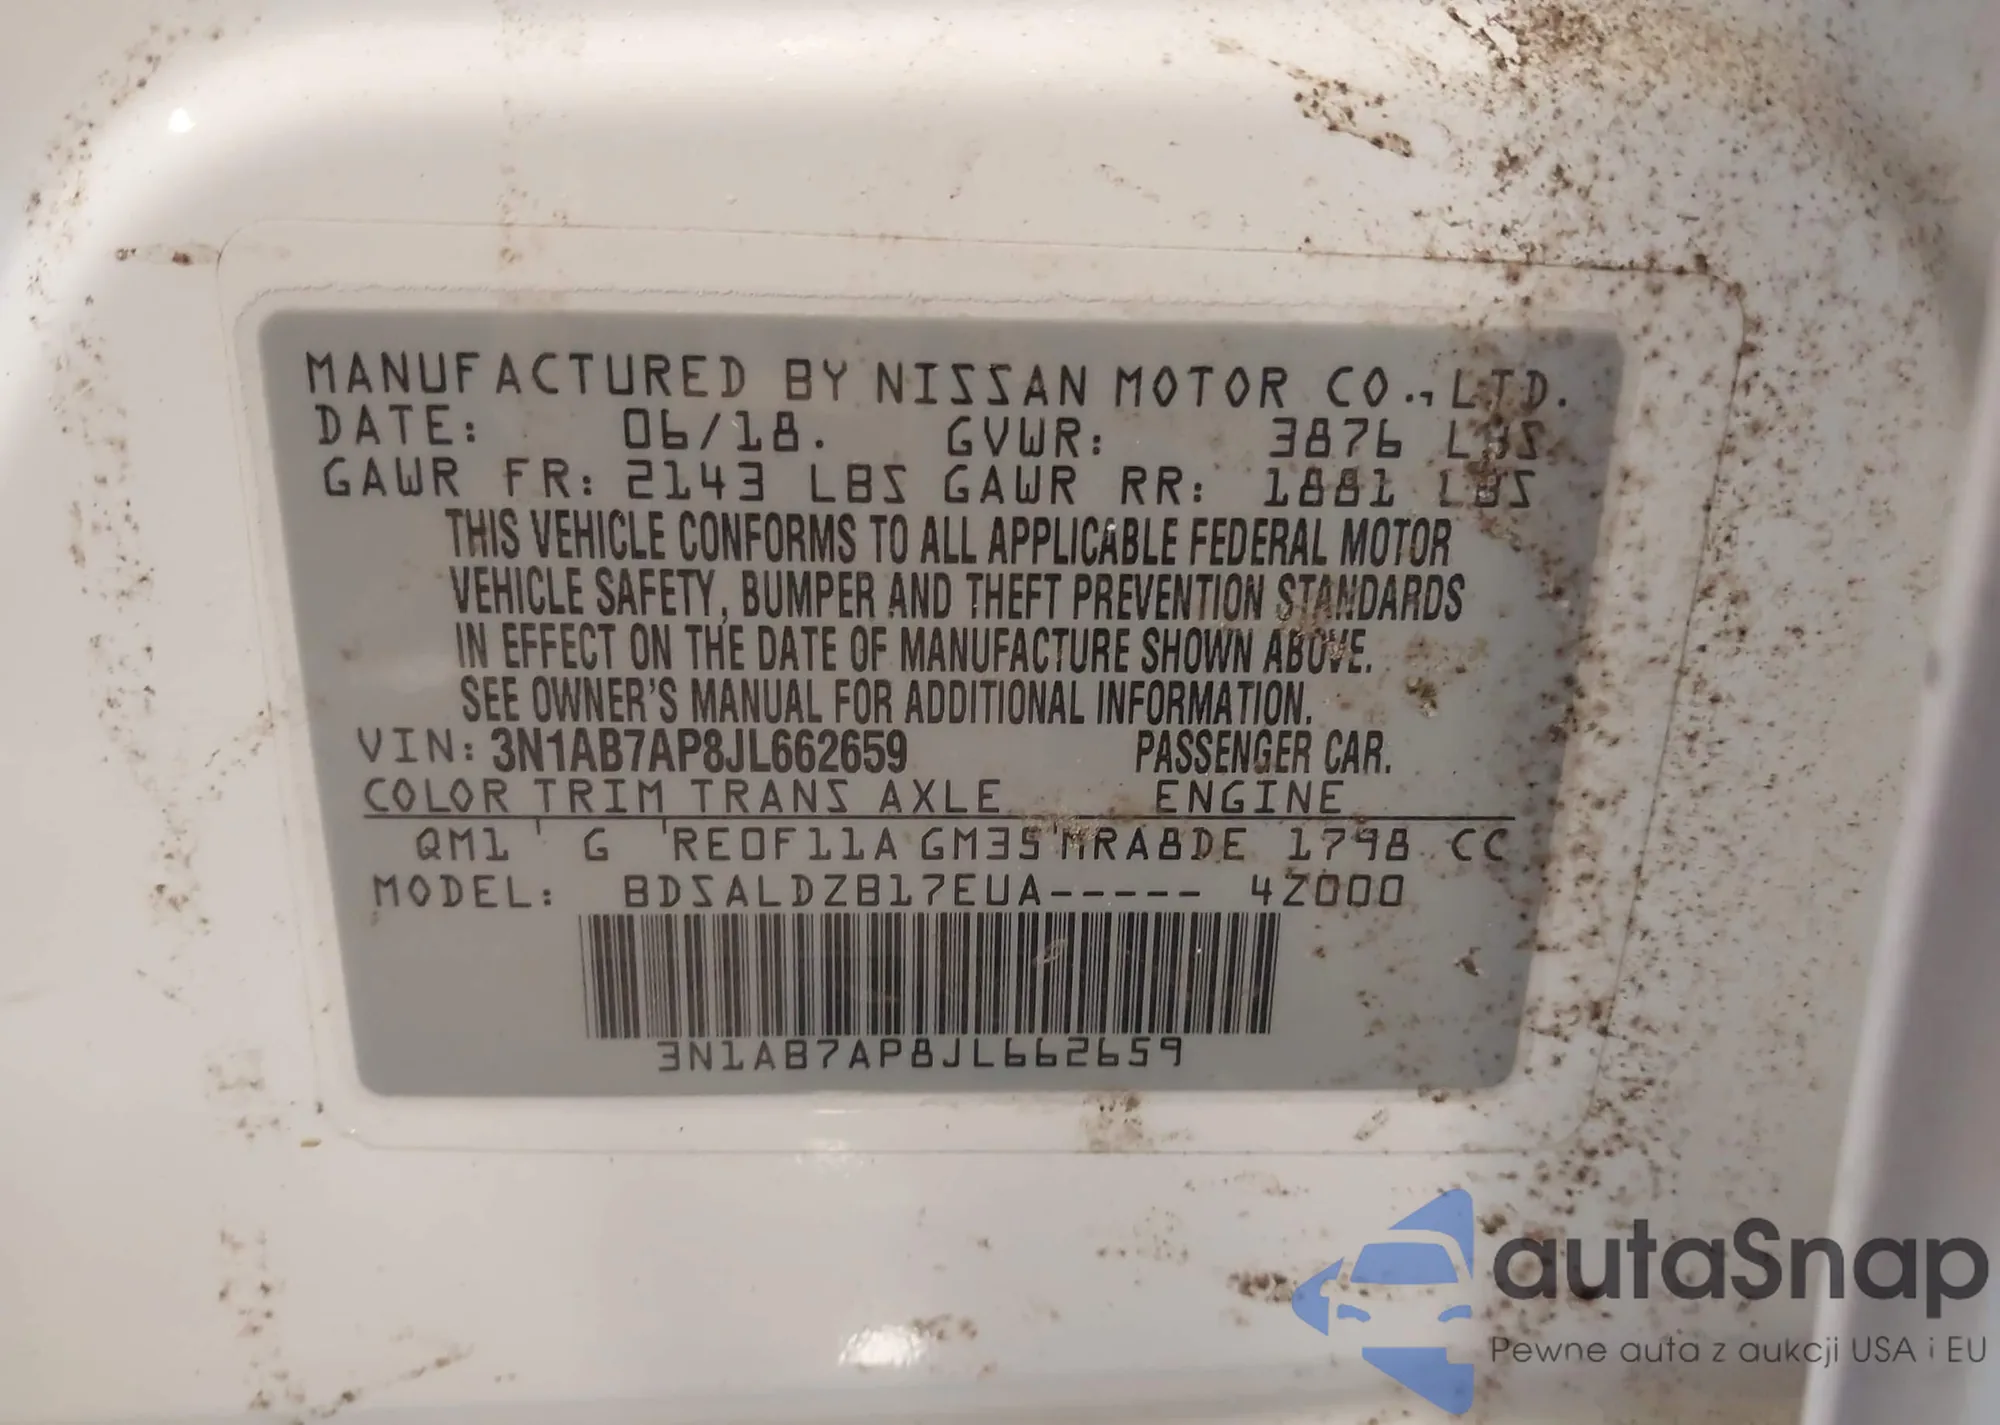 MANUFACTURED BY NISSAN MOTOR CO., LTD.
DATE: 06/18. GVWR: 3876 LBS
GAWR FR: 2143 LBS GAWR RR: 1881 LBS
THIS VEHICLE CONFORMS TO ALL APPLICABLE FEDERAL MOTOR
VEHICLE SAFETY, BUMPER AND THEFT PREVENTION STANDARDS
IN EFFECT ON THE DATE OF MANUFACTURE SHOWN ABOVE.
SEE OWNER'S MANUAL FOR ADDITIONAL INFORMATION.
VIN: 3N1AB7AP8JL662659 PASSENGER CAR.
COLOR TRIM TRANS AXLE ENGINE
QM1 G RE0F11A GM35 MRA8DE 1798 CC
MODEL: BDSALDZB17EUA----- 4Z000
3N1AB7AP8JL662659
autaSnap
Pewne auta z aukcji USA i EU